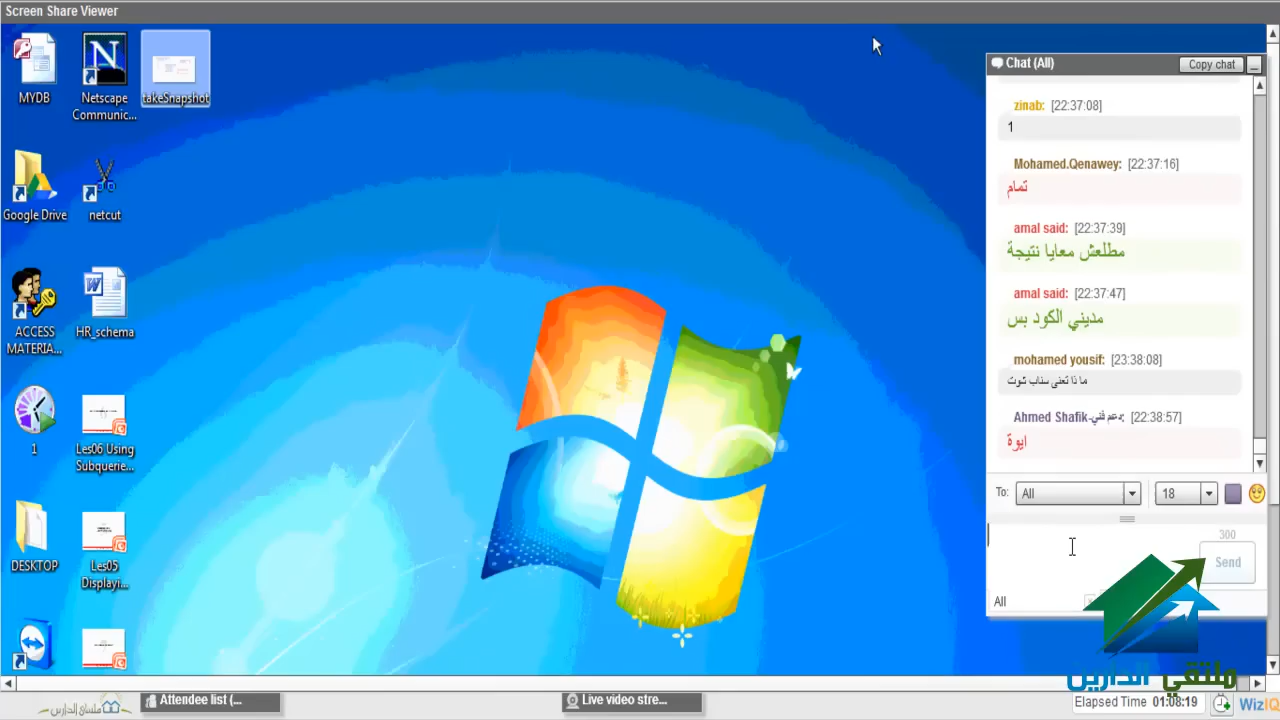 Screen Share Viewer
MYDB
Netscape
Communic...
takeSnapshot
Google Drive
netcut
ACCESS
MATERIA...
HR_schema
1
Les06 Using
Subquerie...
DESKTOP
Les05
Displayi...
Chat (All)
Copy chat
zinab: [22:37:08]
1
Mohamed.Qenawey: [22:37:16]
تمام
amal said: [22:37:39]
مطلعش معايا نتيجة
amal said: [22:37:47]
مديني الكود بس
mohamed yousif: [23:38:08]
ما ذا تعنى سناب شوت
Ahmed Shafik-دعم فني: [22:38:57]
ايوة
To: All 18
300
Send
All
ملتقي الدارين
ملتقى الدارس
Attendee list (...
Live video stre...
Elapsed Time 01:08:19
WizIQ